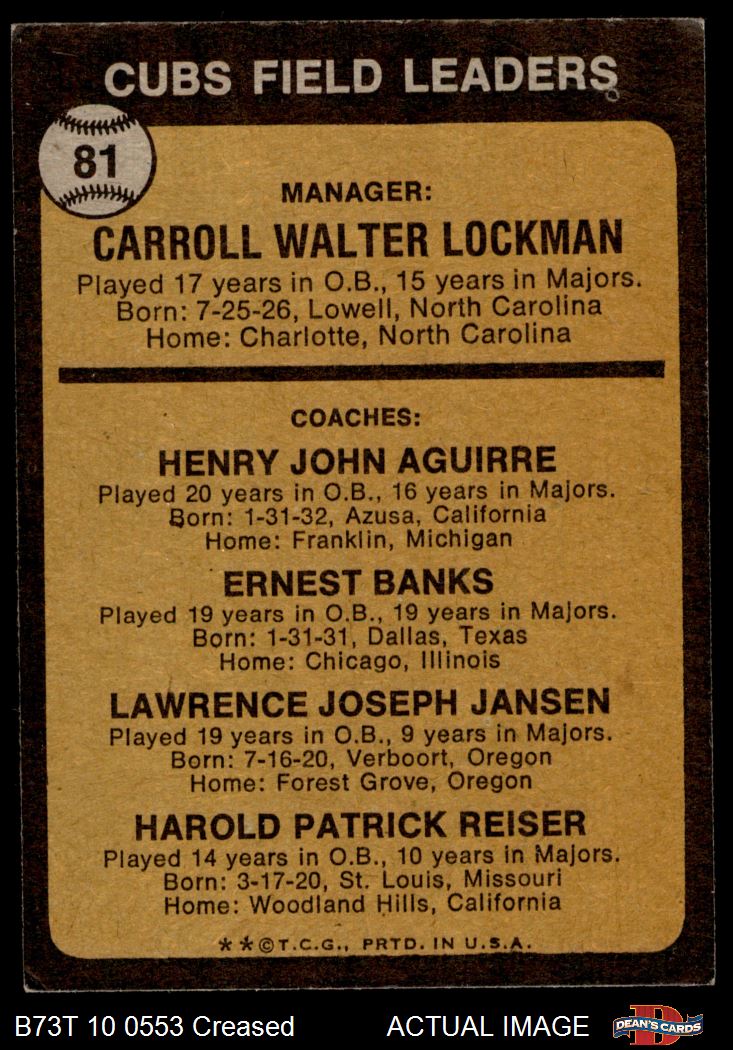 CUBS FIELD LEADERS
81
MANAGER:
CARROLL WALTER LOCKMAN
Played 17 years in O.B., 15 years in Majors.
Born: 7-25-26, Lowell, North Carolina
Home: Charlotte, North Carolina
COACHES:
HENRY JOHN AGUIRRE
Played 20 years in O.B., 16 years in Majors.
Born: 1-31-32, Azusa, California
Home: Franklin, Michigan
ERNEST BANKS
Played 19 years in O.B., 19 years in Majors.
Born: 1-31-31, Dallas, Texas
Home: Chicago, Illinois
LAWRENCE JOSEPH JANSEN
Played 19 years in O.B., 9 years in Majors.
Born: 7-16-20, Verboort, Oregon
Home: Forest Grove, Oregon
HAROLD PATRICK REISER
Played 14 years in O.B., 10 years in Majors.
Born: 3-17-20, St. Louis, Missouri
Home: Woodland Hills, California
**©T.C.G., PRTD. IN U.S.A.
B73T 10 0553 Creased ACTUAL IMAGE D DEAN'S CARDS